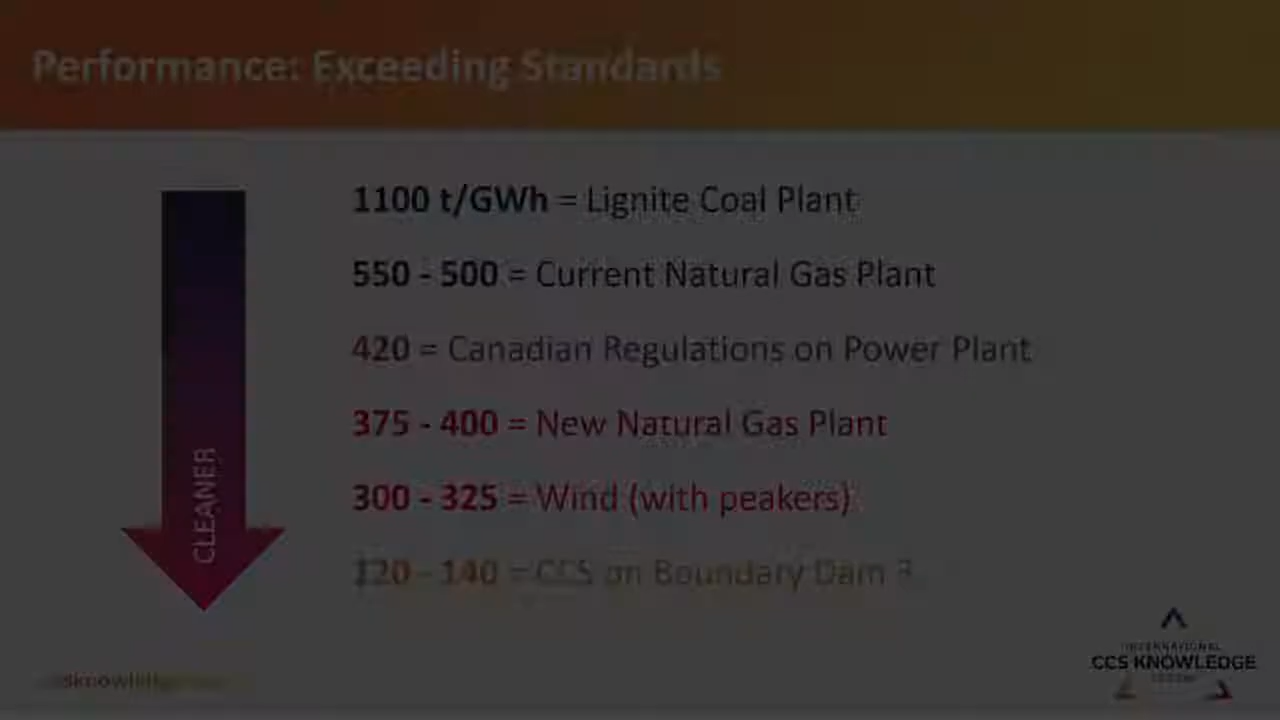 Performance: Exceeding Standards
1100 t/GWh = Lignite Coal Plant
550 - 500 = Current Natural Gas Plant
420 = Canadian Regulations on Power Plant
375 - 400 = New Natural Gas Plant
CLEANER
300 - 325 = Wind (with peakers)
120 - 140 = CCS on Boundary Dam 3
INTERNATIONAL
CCS KNOWLEDGE